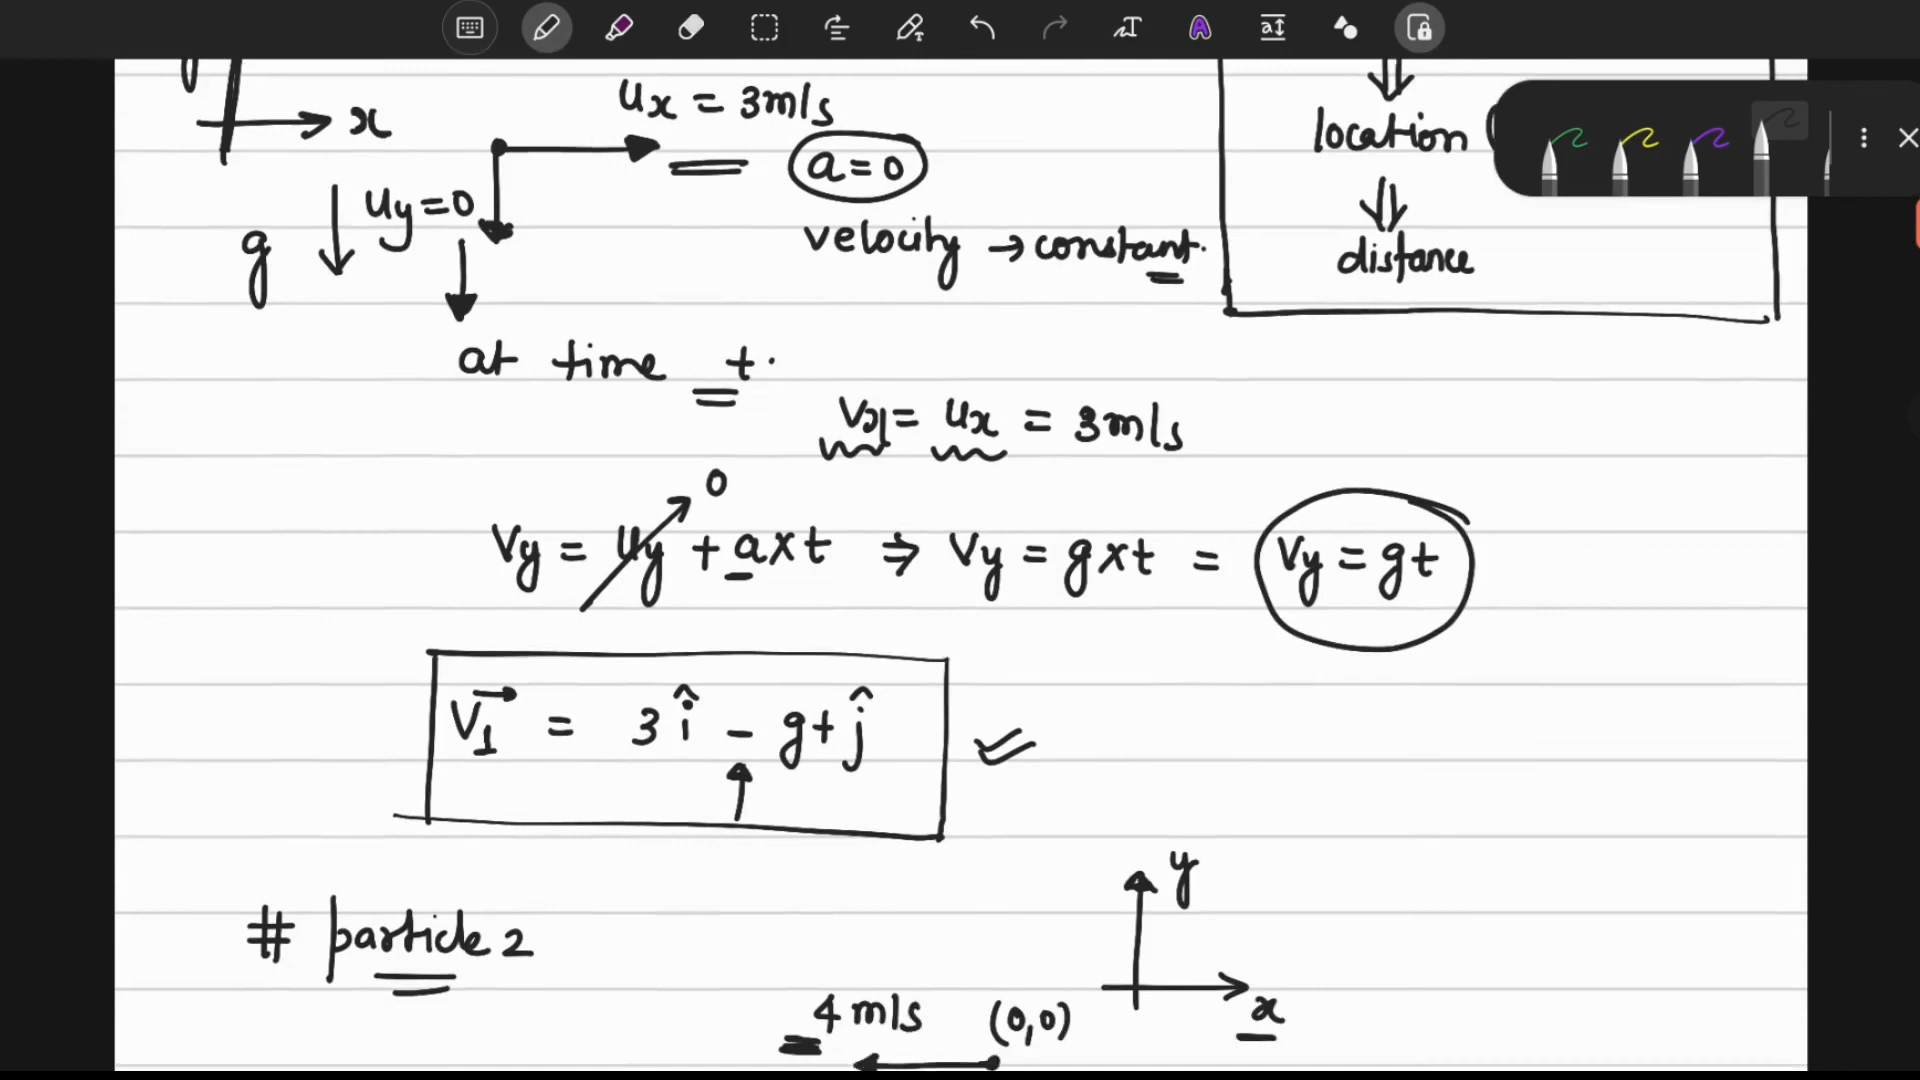 y
x
ux = 3m/s
a = 0
uy = 0
g
velocity → constant.
⇓
location
⇓
distance
at time t.
vx = ux = 3m/s
0
Vy = uy + a×t ⇒ Vy = g×t = Vy = gt
V⃗1 = 3î - gtĵ
# particle 2
y
x
4 m/s (0,0)